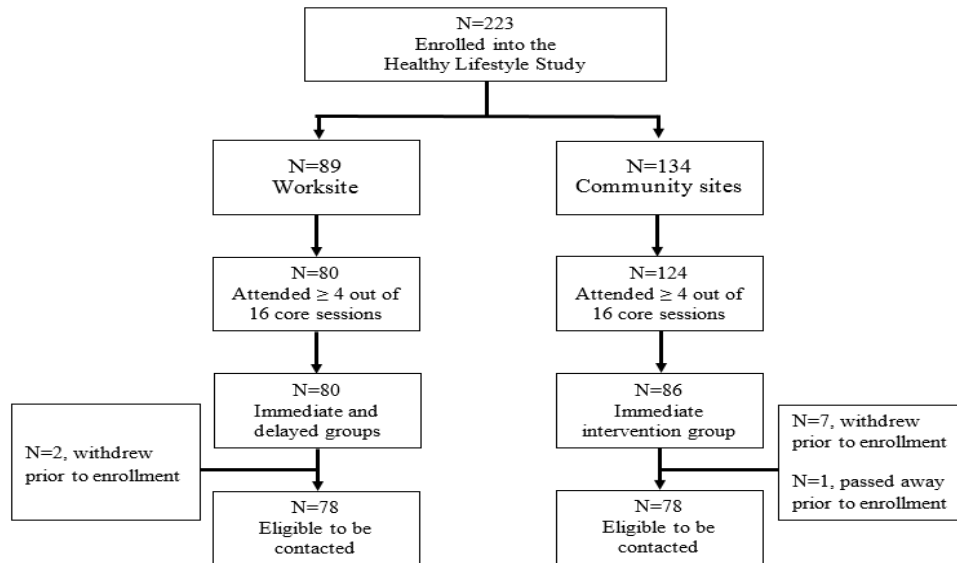 N=223
Enrolled into the
Healthy Lifestyle Study
N=89
Worksite
N=134
Community sites
N=80
Attended ≥ 4 out of
16 core sessions
N=124
Attended ≥ 4 out of
16 core sessions
N=80
Immediate and
delayed groups
N=86
Immediate
intervention group
N=2, withdrew
prior to enrollment
N=7, withdrew
prior to enrollment
N=1, passed away
prior to enrollment
N=78
Eligible to be
contacted
N=78
Eligible to be
contacted